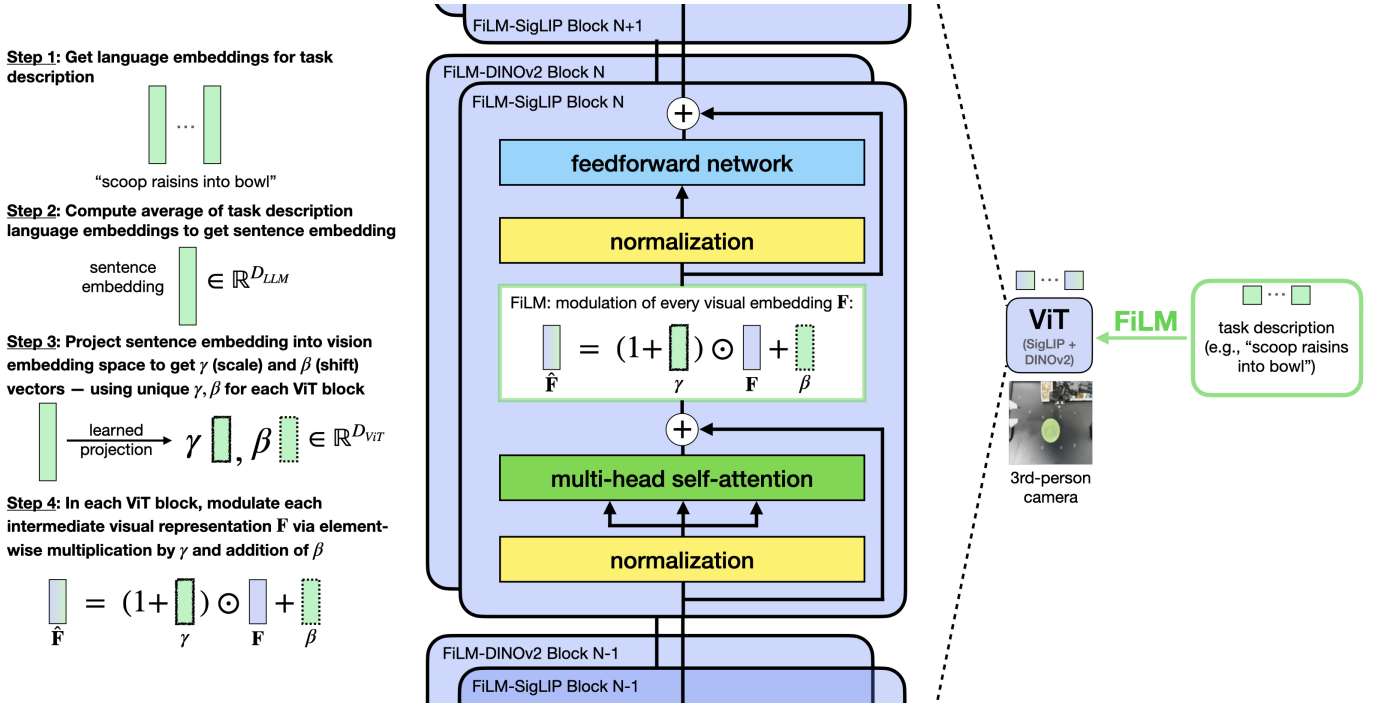 Step 1: Get language embeddings for task
description
...
“scoop raisins into bowl”
Step 2: Compute average of task description
language embeddings to get sentence embedding
sentence
embedding
∈ ℝ^{D_{LLM}}
Step 3: Project sentence embedding into vision
embedding space to get γ (scale) and β (shift)
vectors — using unique γ, β for each ViT block
learned
projection
γ , β ∈ ℝ^{D_{ViT}}
Step 4: In each ViT block, modulate each
intermediate visual representation F via element-
wise multiplication by γ and addition of β
= (1+ ) ⊙ +
F̂ γ F β
FiLM-SigLIP Block N+1
FiLM-DINOv2 Block N
FiLM-SigLIP Block N
+
feedforward network
normalization
FiLM: modulation of every visual embedding F:
= (1+ ) ⊙ +
F̂ γ F β
+
multi-head self-attention
normalization
FiLM-DINOv2 Block N-1
FiLM-SigLIP Block N-1
...
ViT
(SigLIP +
DINOv2)
3rd-person
camera
FiLM
...
task description
(e.g., “scoop raisins
into bowl”)